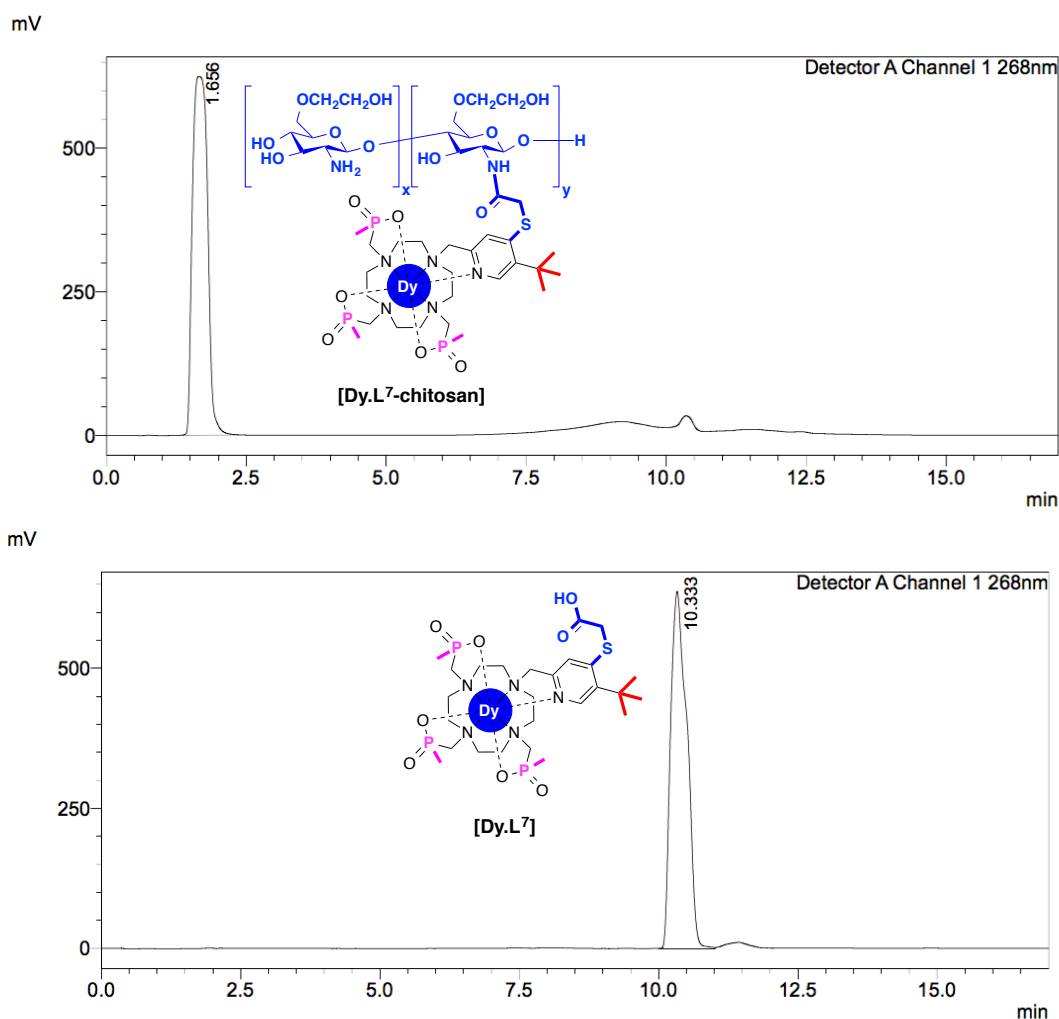 mV
Detector A Channel 1 268nm
1.656
OCH₂CH₂OH OCH₂CH₂OH
O O
HO O O H
HO NH₂ HO NH
x y
O
S
O O
P
N N
N
Dy
O
P N N
O
O P
O
[Dy.L⁷-chitosan]
500
250
0
0.0 2.5 5.0 7.5 10.0 12.5 15.0
min
mV
Detector A Channel 1 268nm
10.333
HO
O
S
O O
P
N N
N
Dy
O
P N N
O
O P
O
[Dy.L⁷]
500
250
0
0.0 2.5 5.0 7.5 10.0 12.5 15.0
min